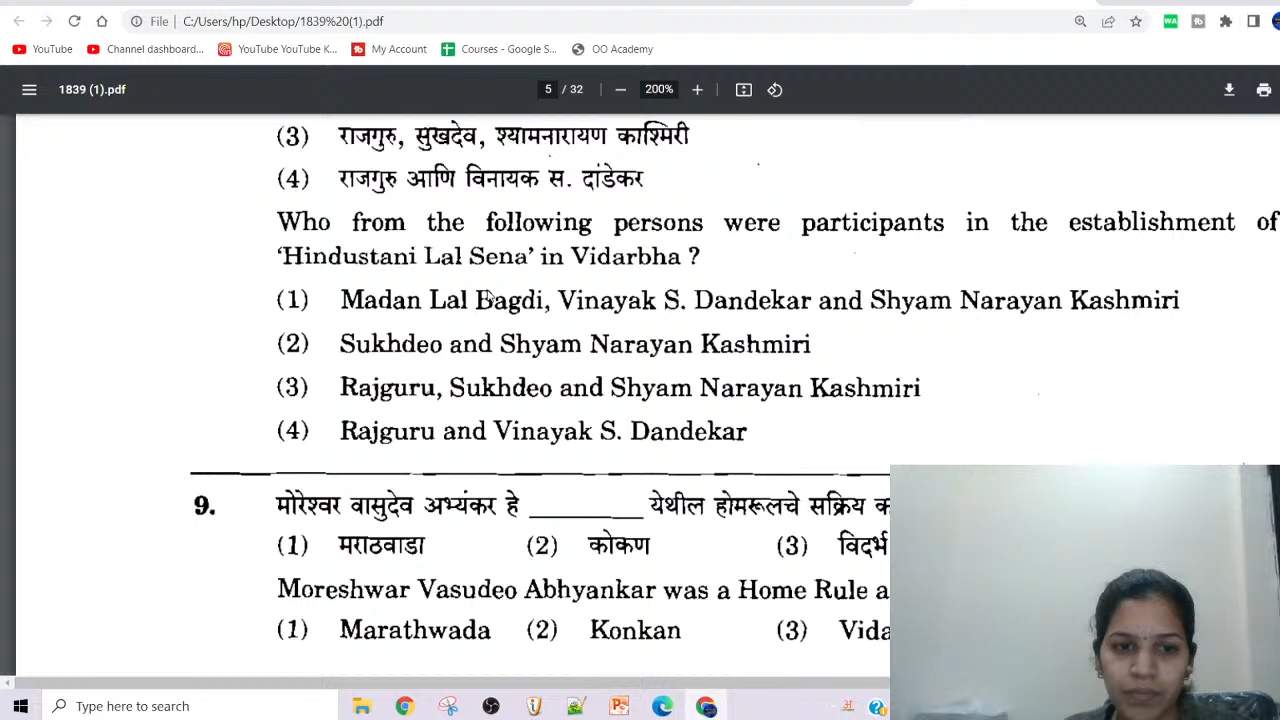 File C:/Users/hp/Desktop/1839%20(1).pdf
YouTube Channel dashboard... YouTube YouTube K... My Account Courses - Google S... OO Academy
1839 (1).pdf 5 / 32 200%
(3) राजगुरु, सुखदेव, श्यामनारायण काश्मिरी
(4) राजगुरु आणि विनायक स. दांडेकर
Who from the following persons were participants in the establishment of
'Hindustani Lal Sena' in Vidarbha ?
(1) Madan Lal Bagdi, Vinayak S. Dandekar and Shyam Narayan Kashmiri
(2) Sukhdeo and Shyam Narayan Kashmiri
(3) Rajguru, Sukhdeo and Shyam Narayan Kashmiri
(4) Rajguru and Vinayak S. Dandekar
9. मोरेश्वर वासुदेव अभ्यंकर हे ________ येथील होमरूलचे सक्रिय
(1) मराठवाडा (2) कोकण (3) विदर्भ
Moreshwar Vasudeo Abhyankar was a Home Rule a
(1) Marathwada (2) Konkan (3) Vida
Type here to search